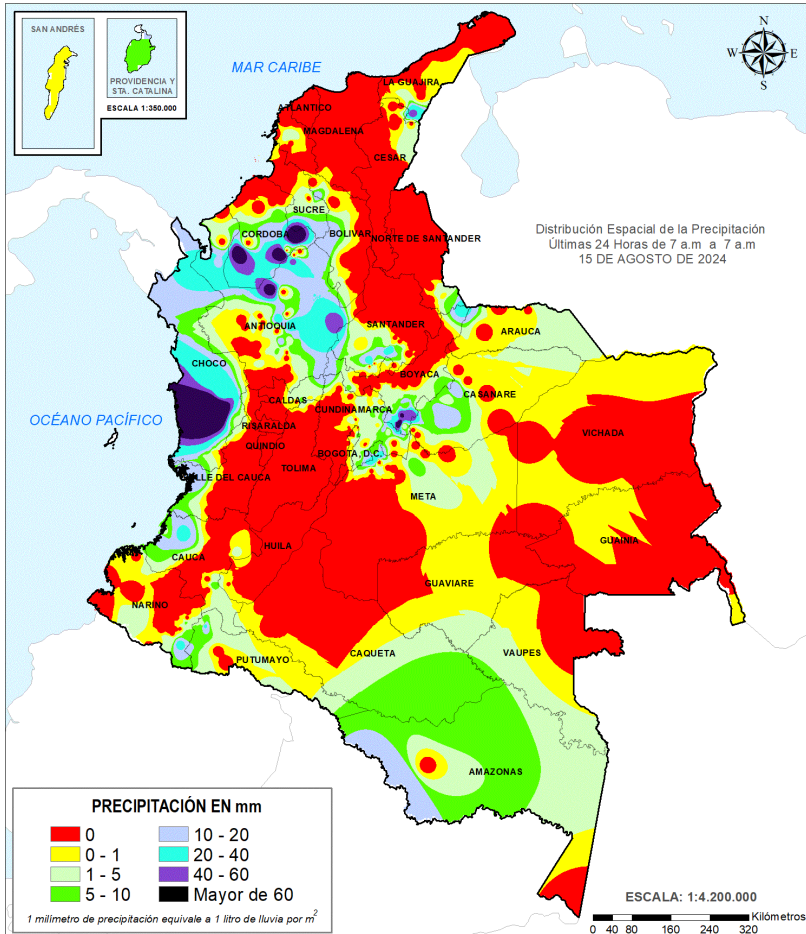 SAN ANDRÉS
PROVIDENCIA Y
STA. CATALINA
ESCALA 1:350.000
MAR CARIBE
N
W
E
S
LA GUAJIRA
ATLANTICO
MAGDALENA
CESAR
SUCRE
CORDOBA
BOLIVAR
NORTE DE SANTANDER
Distribución Espacial de la Precipitación
Últimas 24 Horas de 7 a.m a 7 a.m
15 DE AGOSTO DE 2024
ANTIOQUIA
SANTANDER
ARAUCA
CHOCO
BOYACA
CASANARE
CALDAS
CUNDINAMARCA
OCÉANO PACÍFICO
RISARALDA
VICHADA
QUINDIO
BOGOTA, D.C.
TOLIMA
VALLE DEL CAUCA
META
CAUCA
HUILA
GUAINIA
GUAVIARE
NARIÑO
PUTUMAYO
CAQUETA
VAUPES
AMAZONAS
PRECIPITACIÓN EN mm
0
0 - 1
1 - 5
5 - 10
10 - 20
20 - 40
40 - 60
Mayor de 60
1 milímetro de precipitación equivale a 1 litro de lluvia por m2
ESCALA: 1:4.200.000
0 40 80 160 240 320 Kilómetros